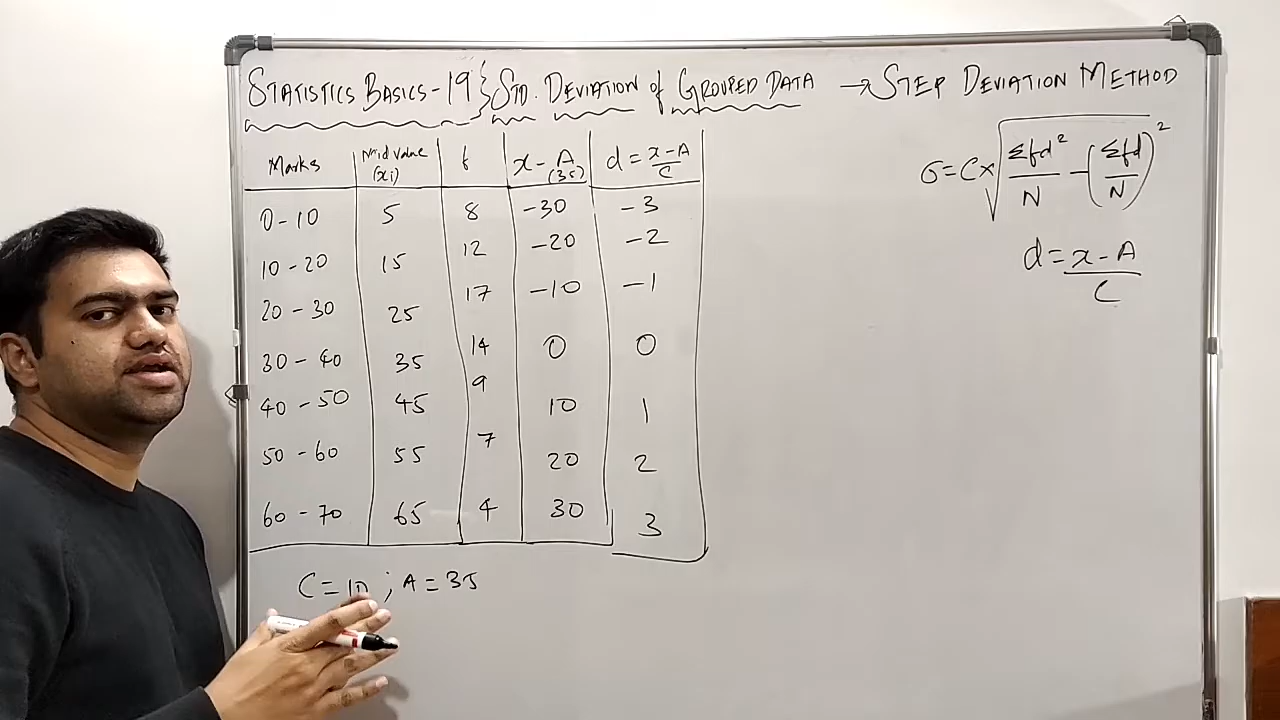 STATISTICS BASICS-19} STD. DEVIATION of GROUPED DATA → STEP DEVIATION METHOD
Marks Mid value (xi) f x-A (35) d = x-A/C
0-10 5 8 -30 -3
10-20 15 12 -20 -2
20-30 25 17 -10 -1
30-40 35 14 0 0
40-50 45 9 10 1
50-60 55 7 20 2
60-70 65 4 30 3
C=10 ; A=35
σ=C×√Σfd²/N -(Σfd/N)²
d=x-A/C